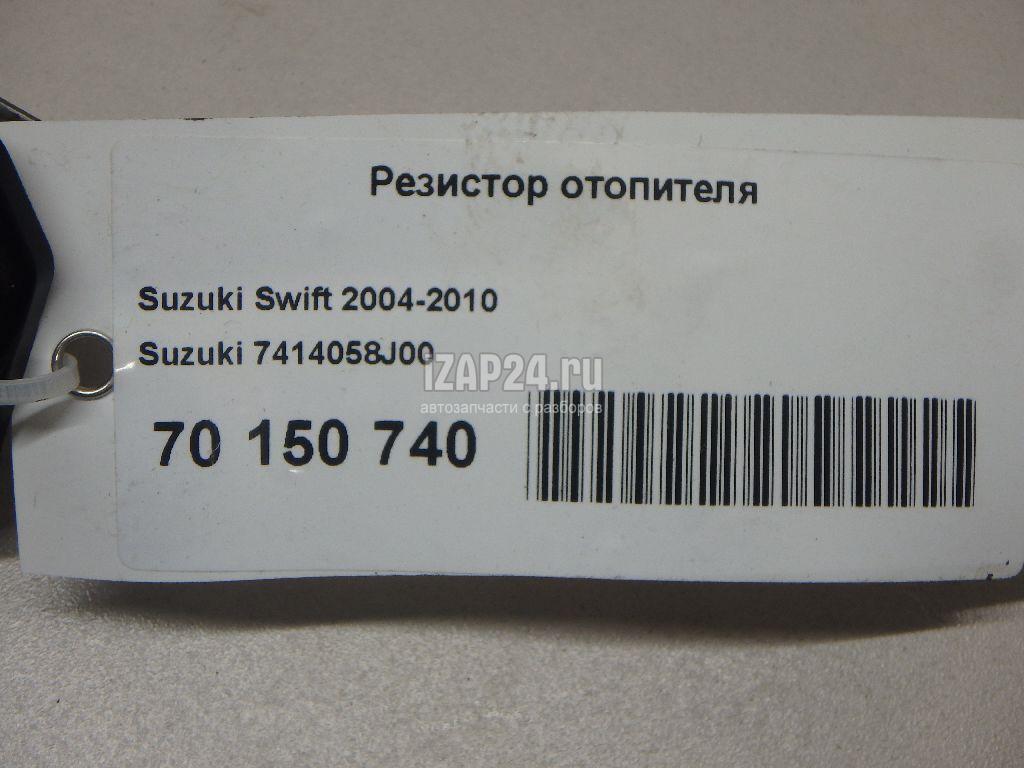 Резистор отопителя
Suzuki Swift 2004-2010
Suzuki 7414058J00
iZAP24.ru
автозапчасти с разборов
70 150 740